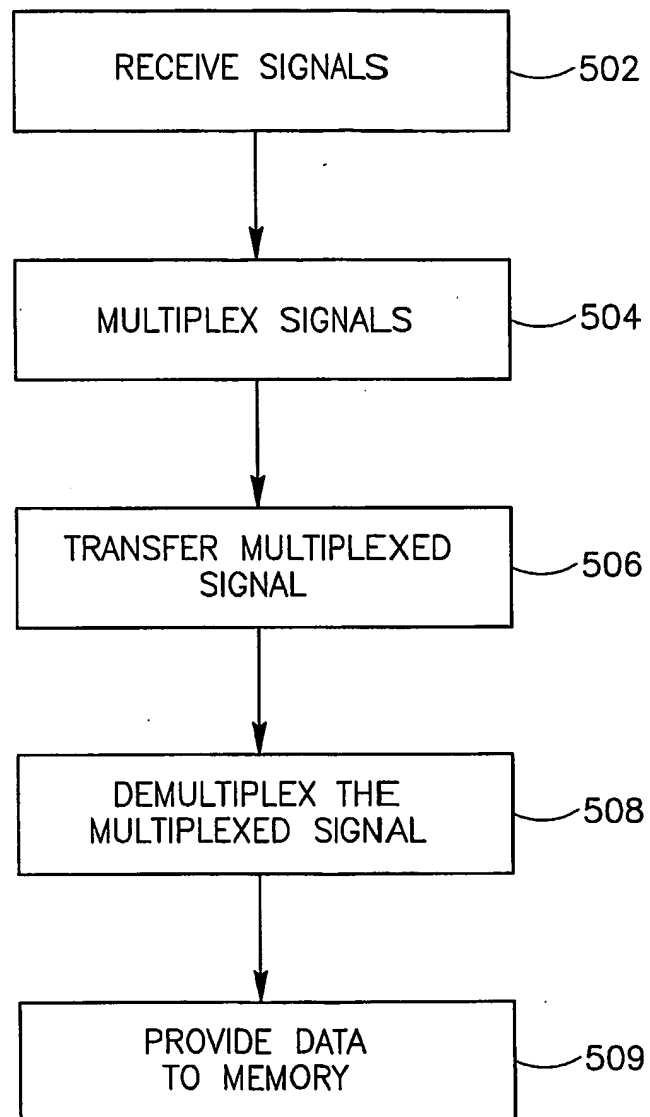 RECEIVE SIGNALS
502
MULTIPLEX SIGNALS
504
TRANSFER MULTIPLEXED
SIGNAL
506
DEMULTIPLEX THE
MULTIPLEXED SIGNAL
508
PROVIDE DATA
TO MEMORY
509